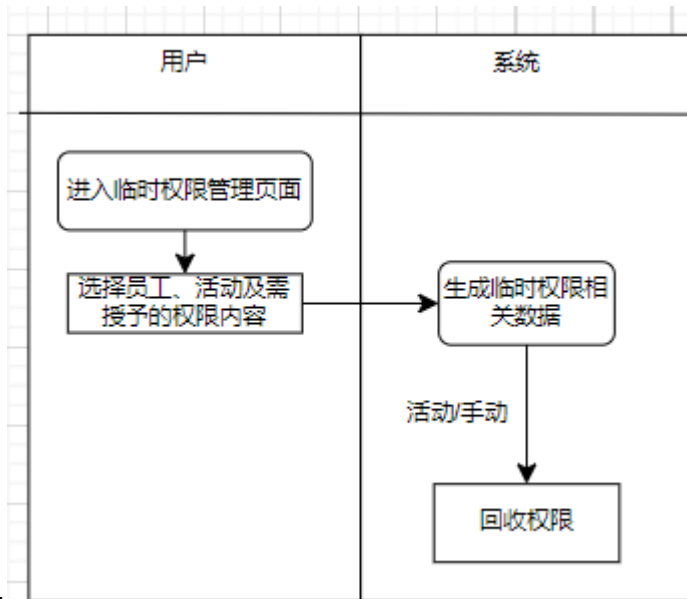 用户
系统
进入临时权限管理页面
选择员工、活动及需
授予的权限内容
生成临时权限相
关数据
活动/手动
回收权限